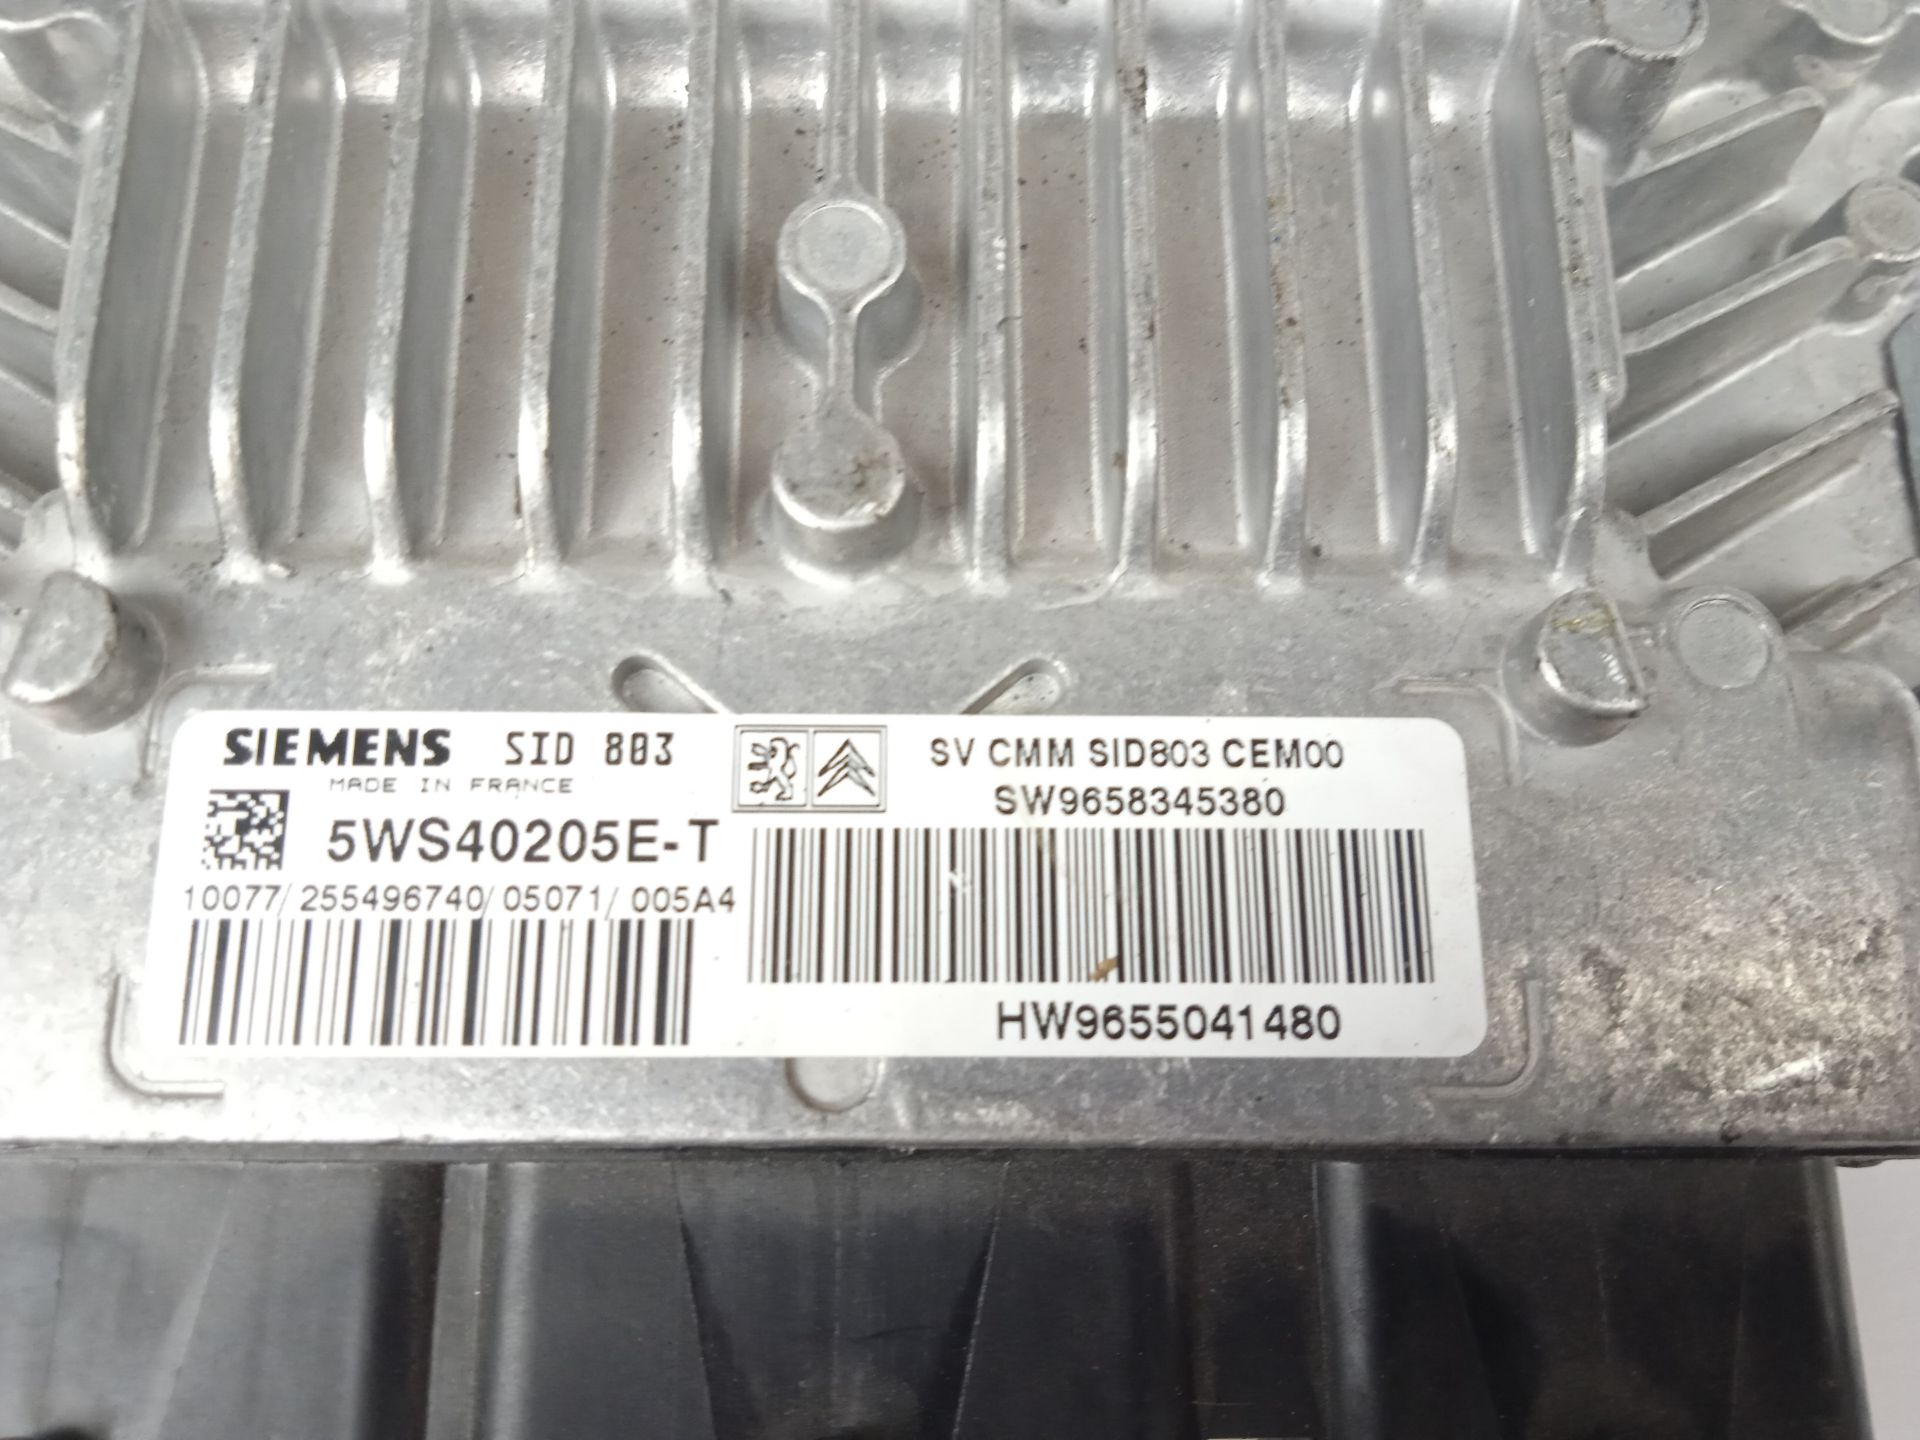 SIEMENS SID 803
MADE IN FRANCE
5WS40205E-T
10077/255496740/05071/005A4
SV CMM SID803 CEM00
SW9658345380
HW9655041480